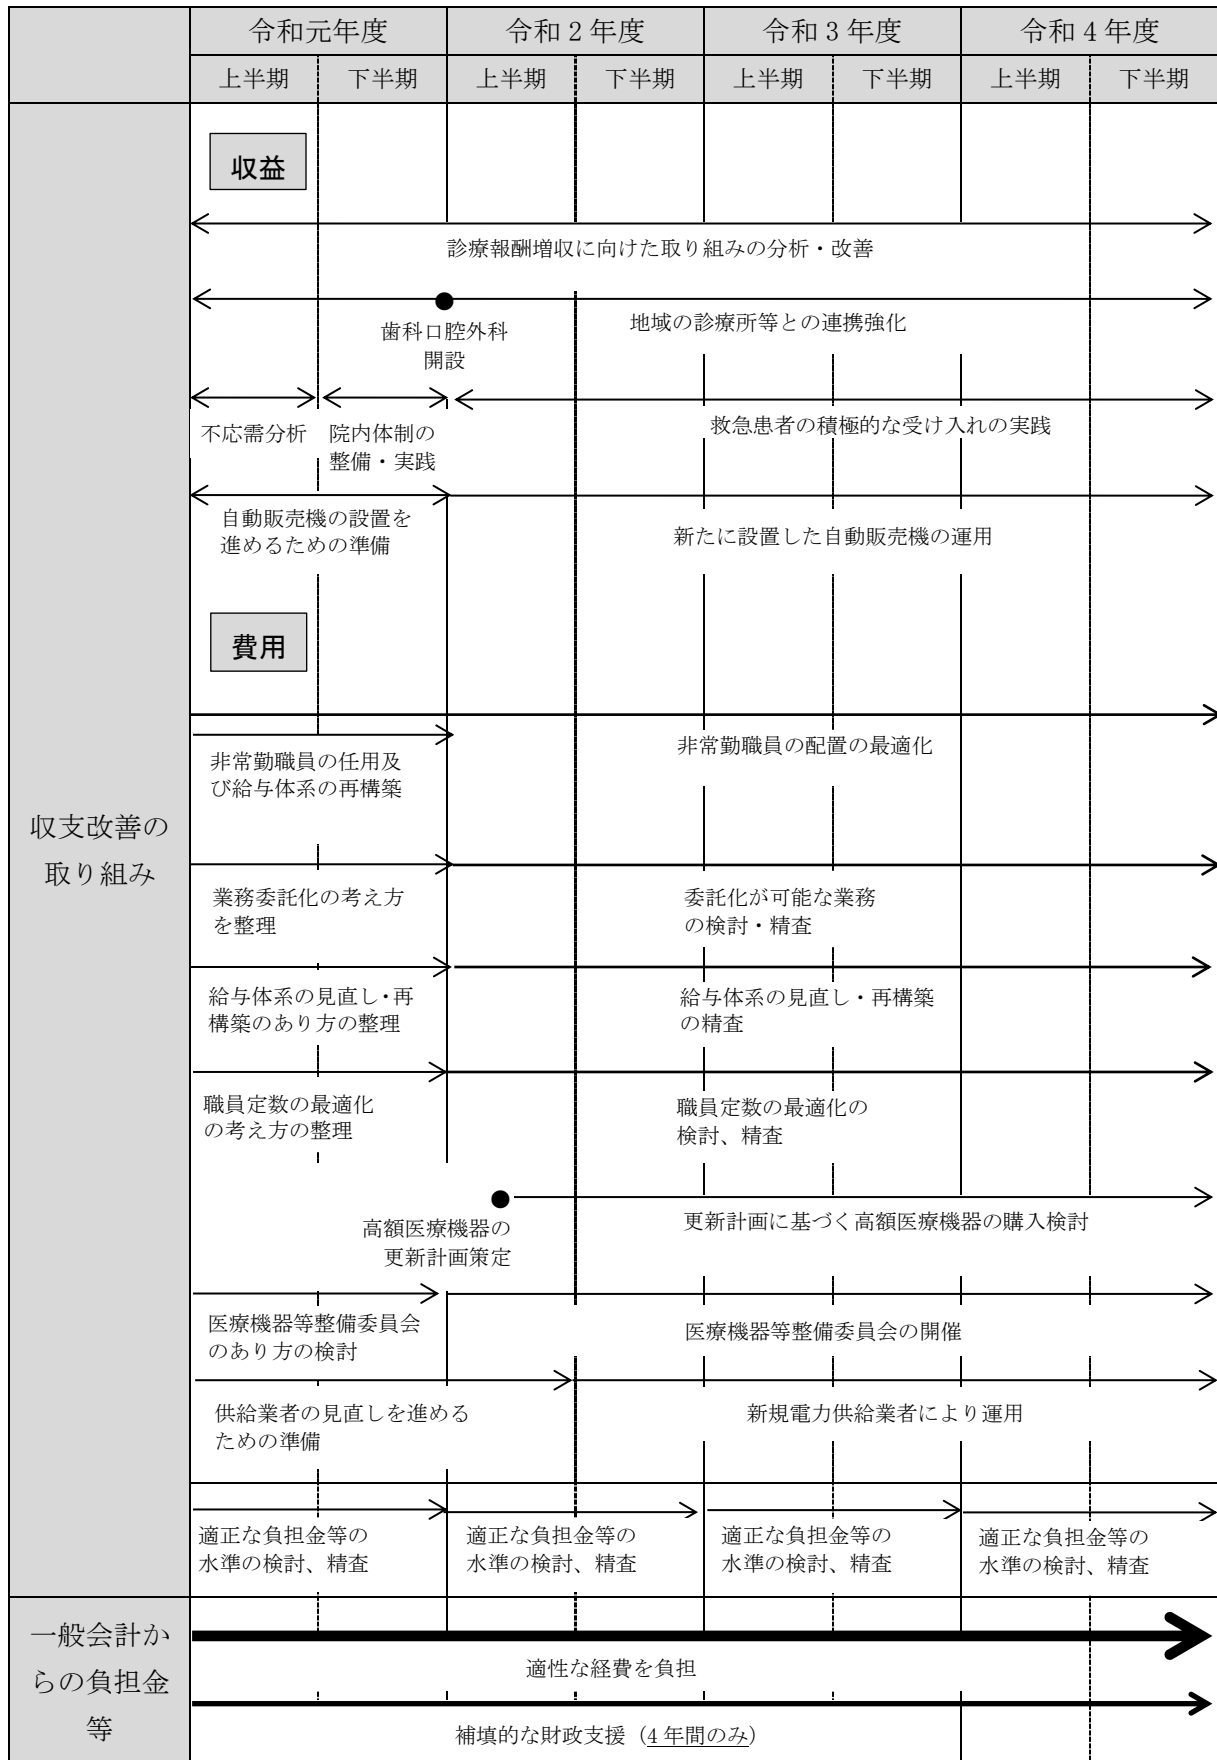 令和元年度 令和2年度 令和3年度 令和4年度
上半期 下半期 上半期 下半期 上半期 下半期 上半期 下半期
収支改善の
取り組み
収益
診療報酬増収に向けた取り組みの分析・改善
歯科口腔外科
開設
地域の診療所等との連携強化
不応需分析
院内体制の
整備・実践
救急患者の積極的な受け入れの実践
自動販売機の設置を
進めるための準備
新たに設置した自動販売機の運用
費用
非常勤職員の任用及
び給与体系の再構築
非常勤職員の配置の最適化
業務委託化の考え方
を整理
委託化が可能な業務
の検討・精査
給与体系の見直し・再
構築のあり方の整理
給与体系の見直し・再構築
の精査
職員定数の最適化
の考え方の整理
職員定数の最適化の
検討、精査
高額医療機器の
更新計画策定
更新計画に基づく高額医療機器の購入検討
医療機器等整備委員会
のあり方の検討
医療機器等整備委員会の開催
供給業者の見直しを進める
ための準備
新規電力供給業者により運用
適正な負担金等の
水準の検討、精査
適正な負担金等の
水準の検討、精査
適正な負担金等の
水準の検討、精査
適正な負担金等の
水準の検討、精査
一般会計か
らの負担金
等
適性な経費を負担
補填的な財政支援（4年間のみ）